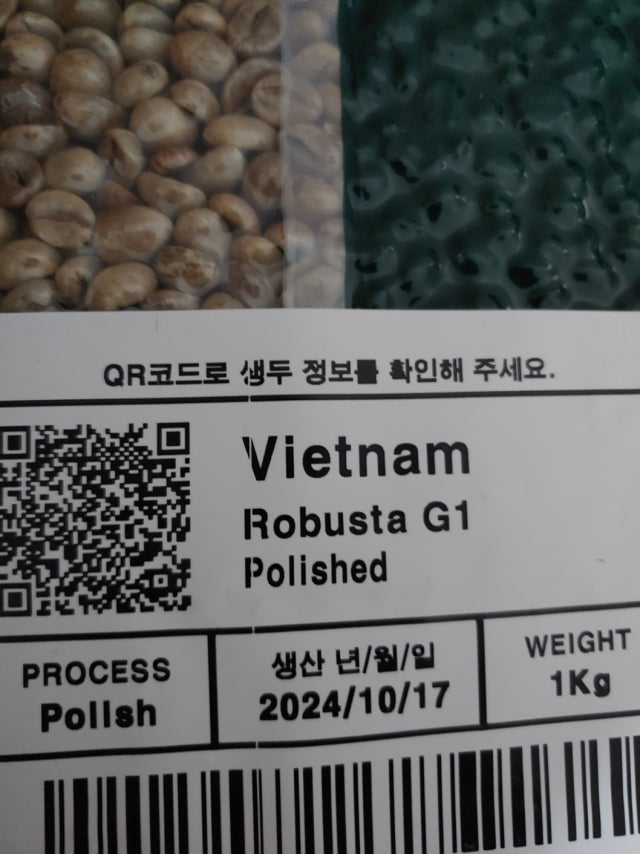 QR코드로 생두 정보를 확인해 주세요.
Vietnam
Robusta G1
Polished
PROCESS
Polish
생산 년/월/일
2024/10/17
WEIGHT
1Kg